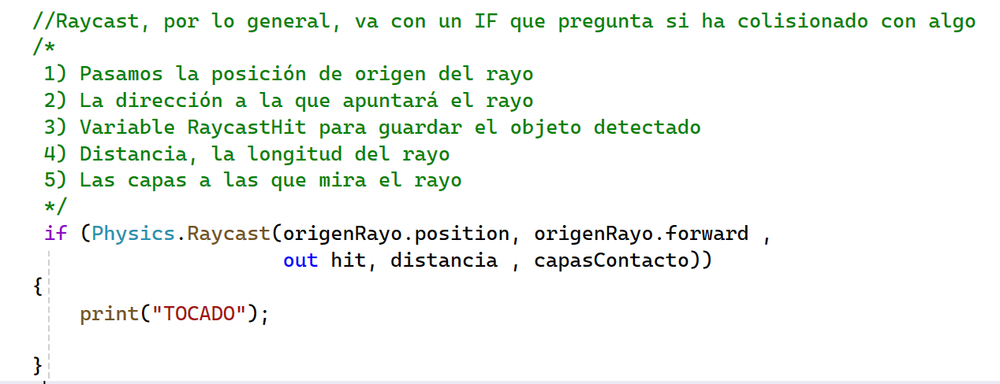 //Raycast, por lo general, va con un IF que pregunta si ha colisionado con algo
/*
1) Pasamos la posición de origen del rayo
2) La dirección a la que apuntará el rayo
3) Variable RaycastHit para guardar el objeto detectado
4) Distancia, la longitud del rayo
5) Las capas a las que mira el rayo
*/
if (Physics.Raycast(origenRayo.position, origenRayo.forward ,
out hit, distancia , capasContacto))
{
print("TOCADO");
}